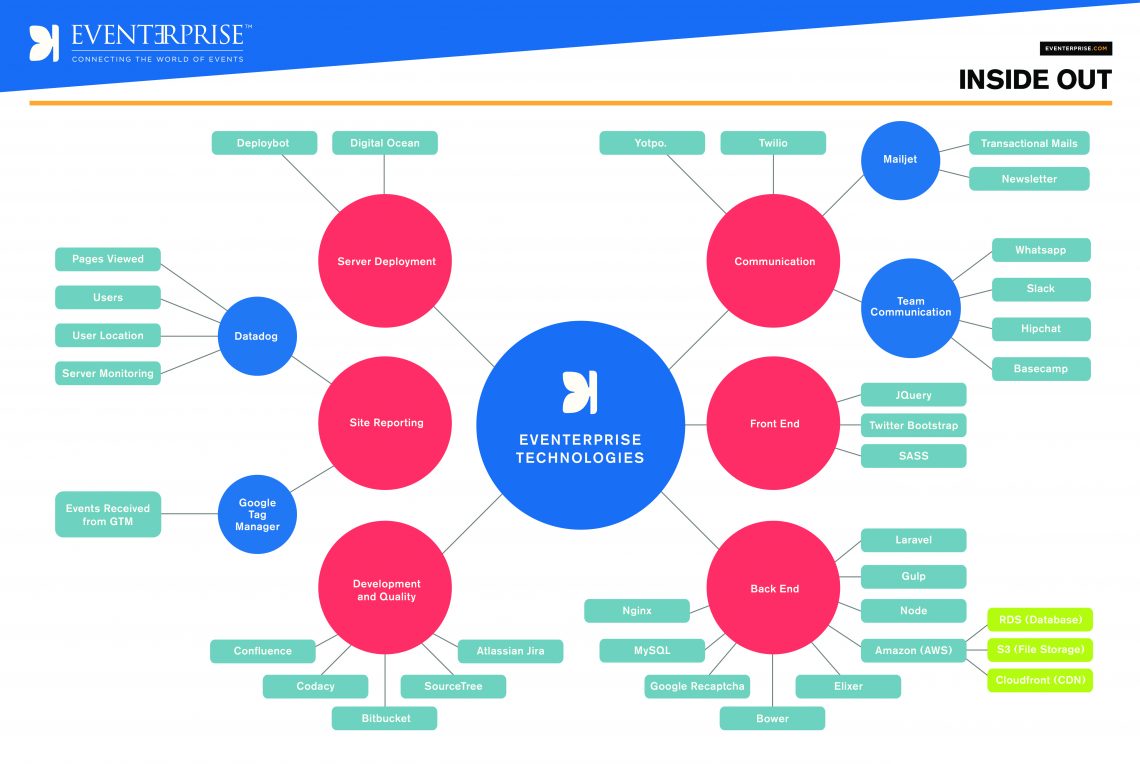 EVENTERPRISE™
CONNECTING THE WORLD OF EVENTS
EVENTERPRISE.COM
INSIDE OUT
Deploybot
Digital Ocean
Server Deployment
Pages Viewed
Users
User Location
Server Monitoring
Datadog
Site Reporting
Google
Tag
Manager
Events Received
from GTM
Development
and Quality
Confluence
Codacy
Bitbucket
SourceTree
Atlassian Jira
EVENTERPRISE
TECHNOLOGIES
Yotpo.
Twilio
Communication
Mailjet
Transactional Mails
Newsletter
Team
Communication
Whatsapp
Slack
Hipchat
Basecamp
Front End
JQuery
Twitter Bootstrap
SASS
Back End
Laravel
Gulp
Node
Amazon (AWS)
RDS (Database)
S3 (File Storage)
Cloudfront (CDN)
Nginx
MySQL
Google Recaptcha
Bower
Elixer